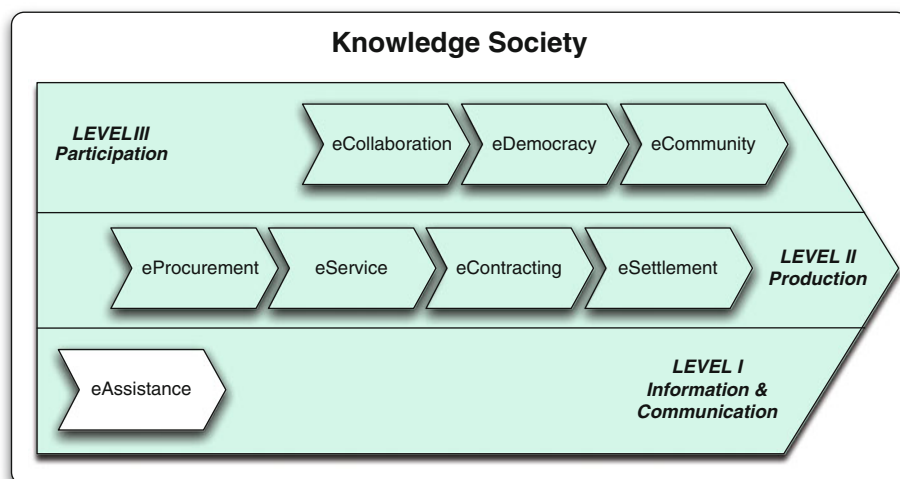 Knowledge Society
LEVEL III
Participation
eCollaboration
eDemocracy
eCommunity
eProcurement
eService
eContracting
eSettlement
LEVEL II
Production
eAssistance
LEVEL I
Information &
Communication